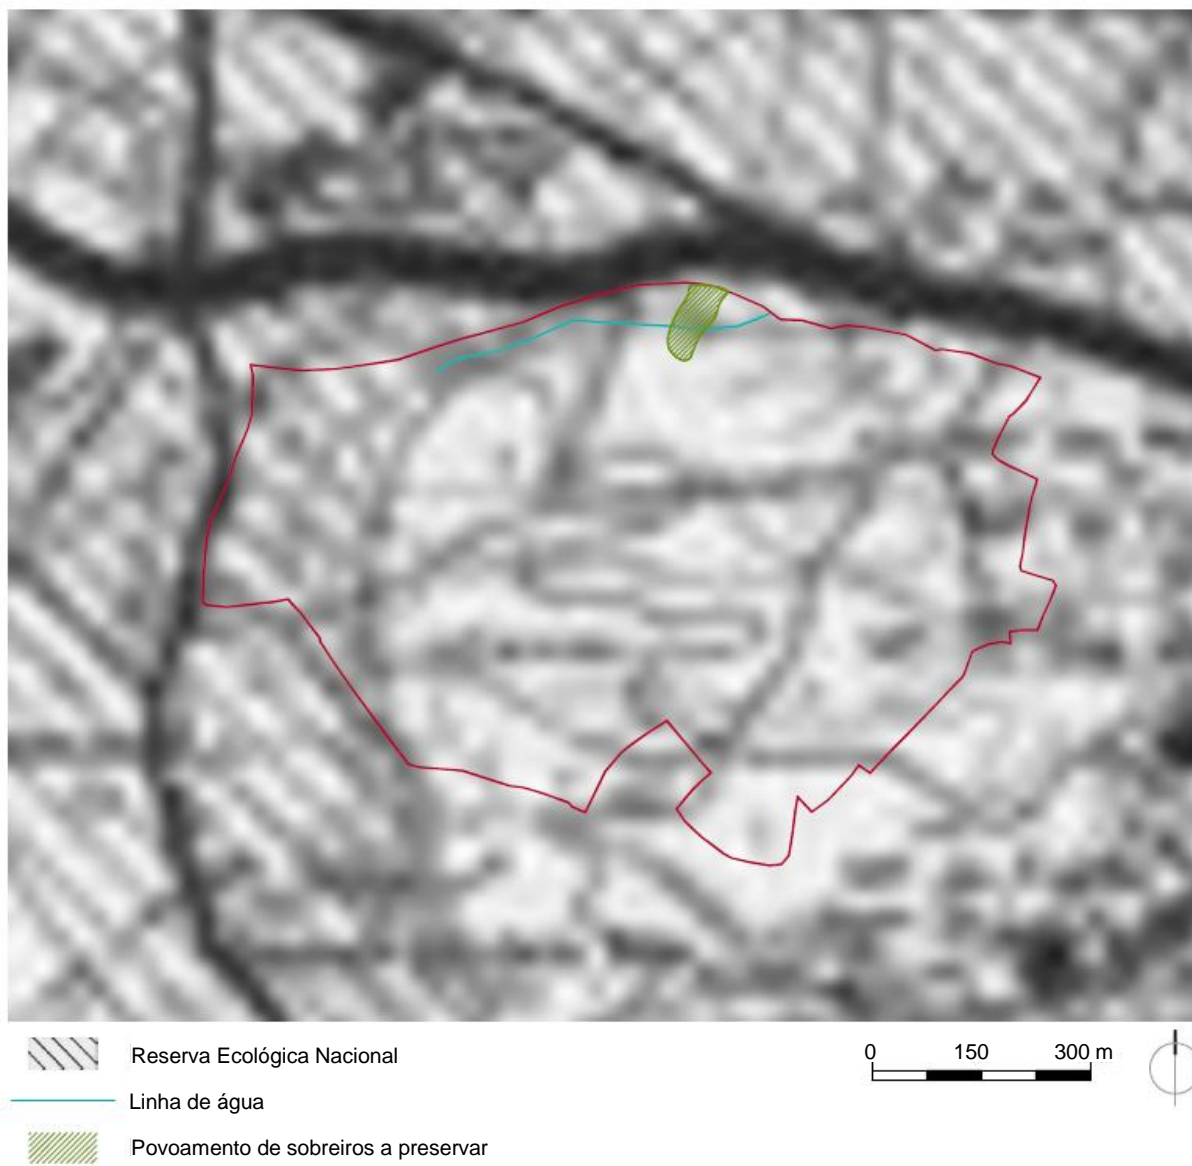 Reserva Ecológica Nacional
0 150 300 m
Linha de água
Povoamento de sobreiros a preservar